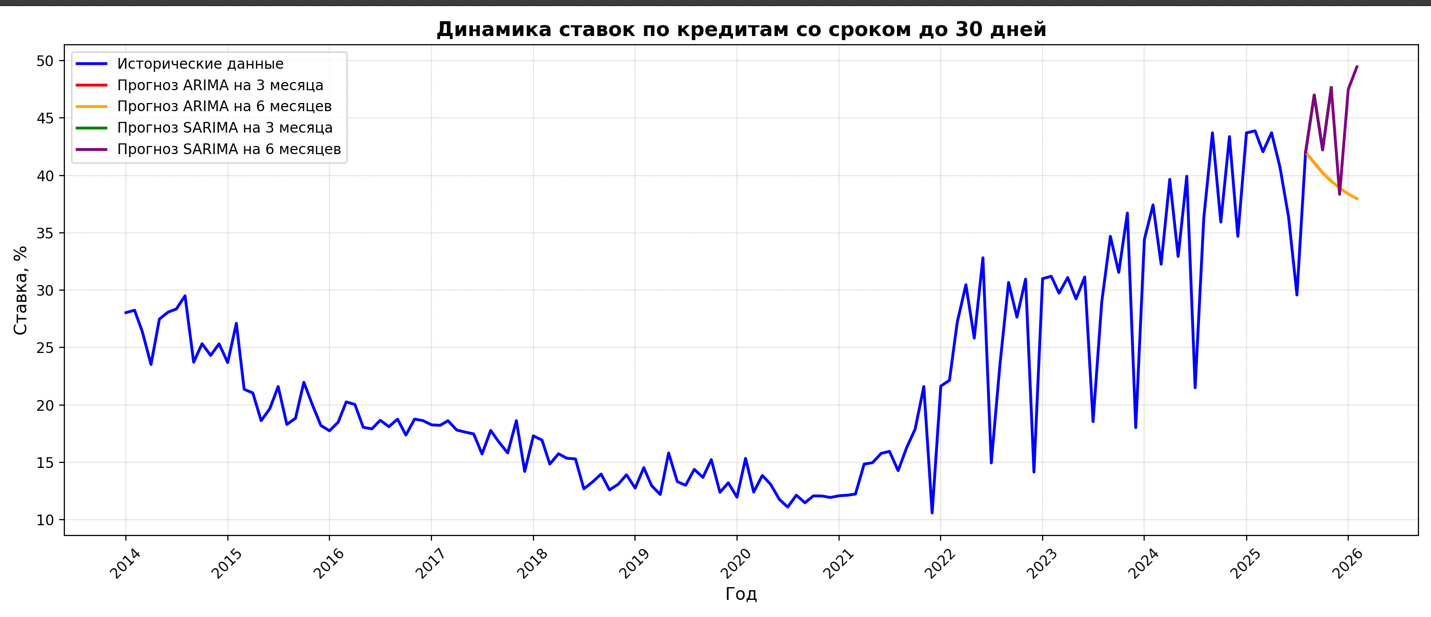 Динамика ставок по кредитам со сроком до 30 дней
Исторические данные
Прогноз ARIMA на 3 месяца
Прогноз ARIMA на 6 месяцев
Прогноз SARIMA на 3 месяца
Прогноз SARIMA на 6 месяцев
Ставка, %
50
45
40
35
30
25
20
15
10
2014
2015
2016
2017
2018
2019
2020
2021
2022
2023
2024
2025
2026
Год